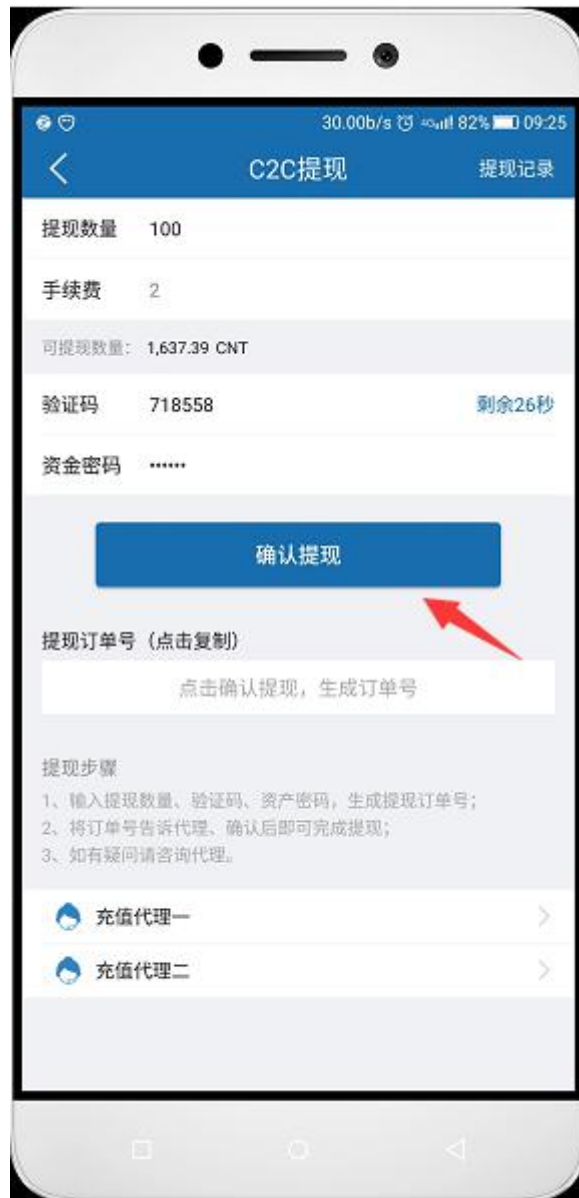 30.00b/s 4G 82% 09:25
C2C提现 提现记录
提现数量 100
手续费 2
可提现数量: 1,637.39 CNT
验证码 718558 剩余26秒
资金密码 ••••••
确认提现
提现订单号（点击复制）
点击确认提现，生成订单号
提现步骤
1、输入提现数量、验证码、资产密码，生成提现订单号；
2、将订单号告诉代理、确认后即可完成提现；
3、如有疑问请咨询代理。
充值代理一
充值代理二